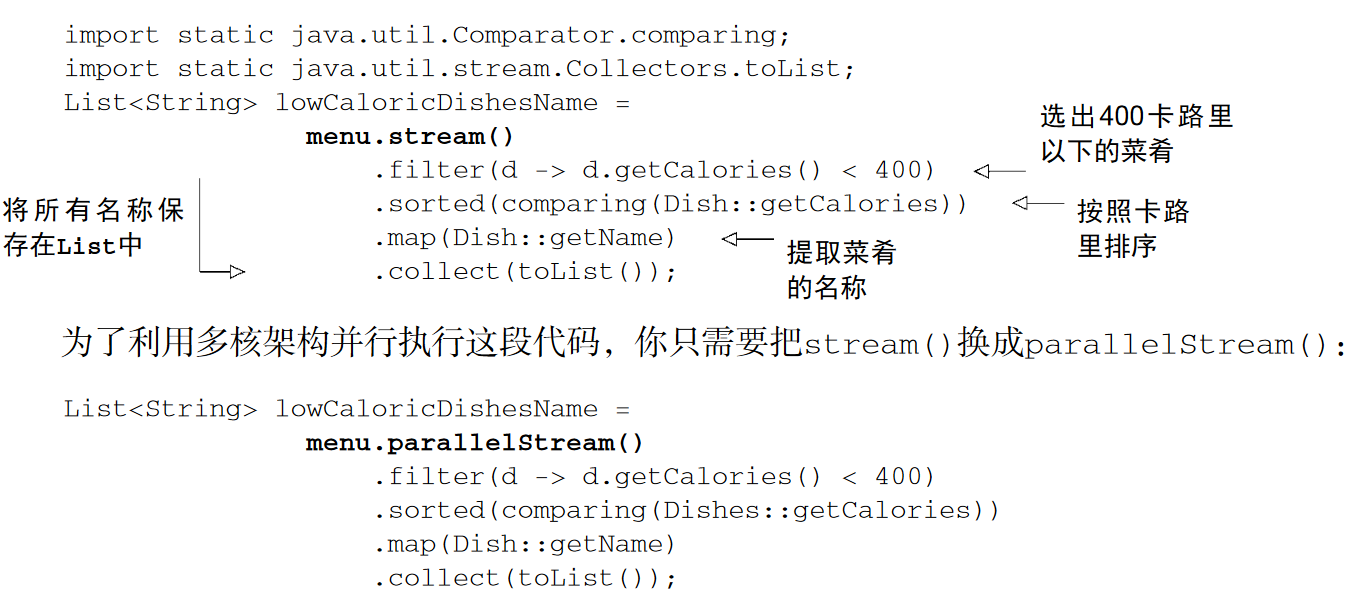 import static java.util.Comparator.comparing;
import static java.util.stream.Collectors.toList;
List<String> lowCaloricDishesName =
menu.stream()
.filter(d -> d.getCalories() < 400)
选出400卡路里
以下的菜肴
.sorted(comparing(Dish::getCalories))
按照卡路
里排序
.map(Dish::getName)
提取菜肴
的名称
.collect(toList());
将所有名称保
存在List中
为了利用多核架构并行执行这段代码，你只需要把stream()换成parallelStream()：
List<String> lowCaloricDishesName =
menu.parallelStream()
.filter(d -> d.getCalories() < 400)
.sorted(comparing(Dishes::getCalories))
.map(Dish::getName)
.collect(toList());